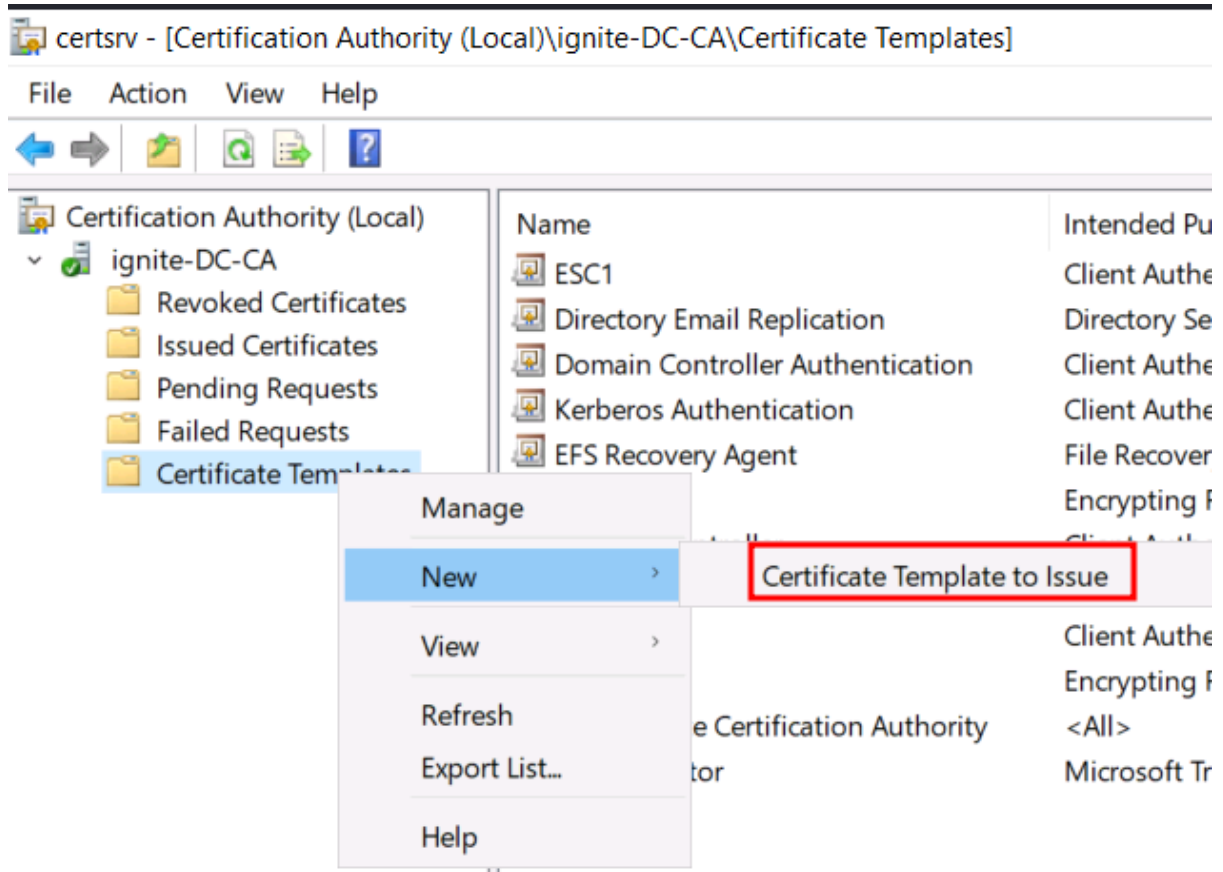 certsrv - [Certification Authority (Local)\ignite-DC-CA\Certificate Templates]
File Action View Help
Certification Authority (Local)
ignite-DC-CA
Revoked Certificates
Issued Certificates
Pending Requests
Failed Requests
Certificate Templates
Name Intended Pu
ESC1 Client Authe
Directory Email Replication Directory Se
Domain Controller Authentication Client Authe
Kerberos Authentication Client Authe
EFS Recovery Agent File Recover
Encrypting F
Manage
New
Certificate Template to Issue
View
Refresh
Export List...
Help
Client Authe
Encrypting F
e Certification Authority <All>
tor Microsoft Tr